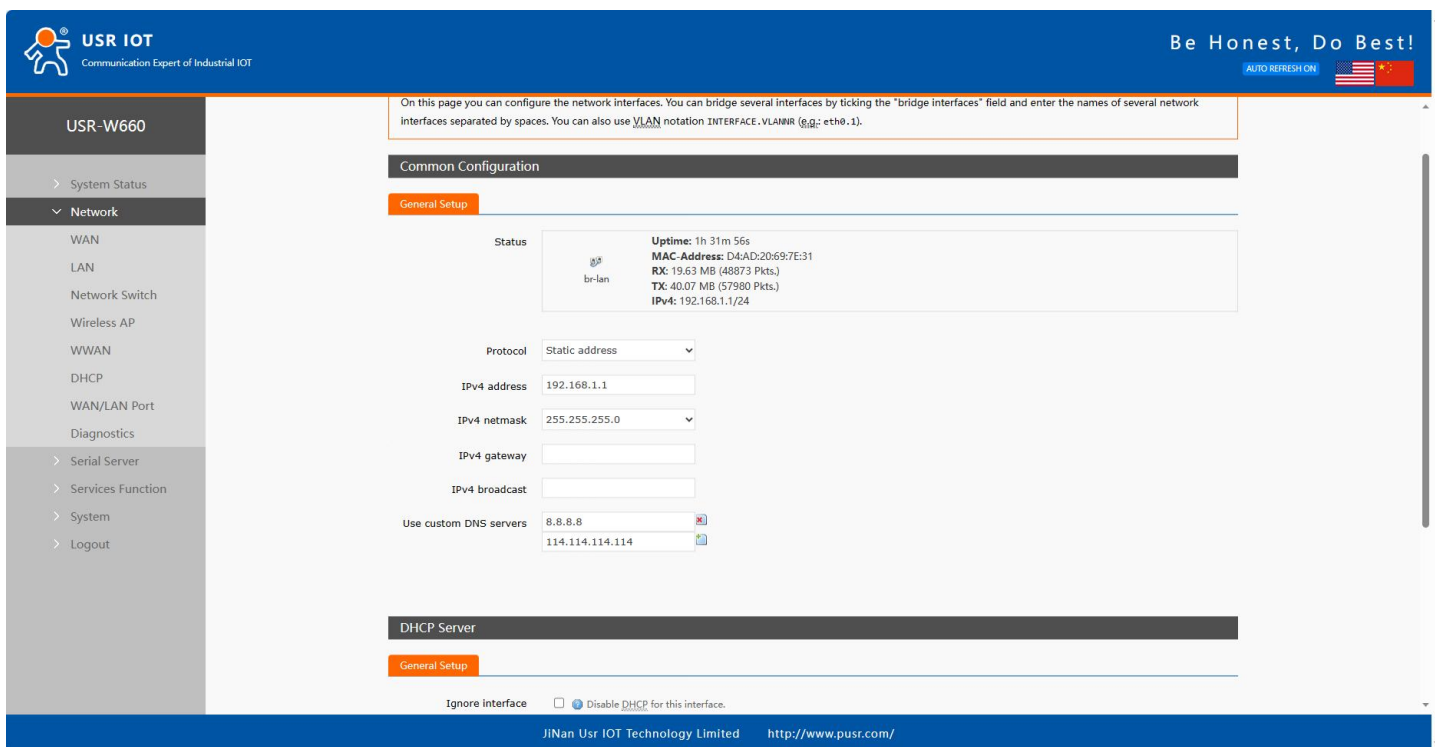 USR IOT
Communication Expert of Industrial IOT
Be Honest, Do Best!
AUTO REFRESH ON
USR-W660
System Status
Network
WAN
LAN
Network Switch
Wireless AP
WWAN
DHCP
WAN/LAN Port
Diagnostics
Serial Server
Services Function
System
Logout
On this page you can configure the network interfaces. You can bridge several interfaces by ticking the "bridge interfaces" field and enter the names of several network
interfaces separated by spaces. You can also use VLAN notation INTERFACE.VLANNR (e.g.: eth0.1).
Common Configuration
General Setup
Status
br-lan
Uptime: 1h 31m 56s
MAC-Address: D4:AD:20:69:7E:31
RX: 19.63 MB (48873 Pkts.)
TX: 40.07 MB (57980 Pkts.)
IPv4: 192.168.1.1/24
Protocol Static address
IPv4 address 192.168.1.1
IPv4 netmask 255.255.255.0
IPv4 gateway
IPv4 broadcast
Use custom DNS servers 8.8.8.8
114.114.114.114
DHCP Server
General Setup
Ignore interface Disable DHCP for this interface.
JiNan Usr IOT Technology Limited http://www.pusr.com/